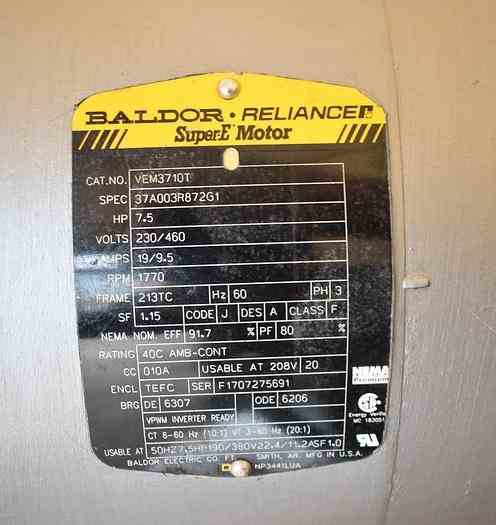 BALDOR • RELIANCE
Super-E Motor
CAT.NO. VEM3710T
SPEC 37A003R872G1
HP 7.5
VOLTS 230/460
AMPS 19/9.5
RPM 1770
FRAME 213TC Hz 60 PH 3
SF 1.15 CODE J DES A CLASS F
NEMA NOM. EFF 91.7 % PF 80 %
RATING 40C AMB-CONT
CC 010A USABLE AT 208V 20
ENCL TEFC SER F1707275691
BRG DE 6307 ODE 6206
VPWM INVERTER READY
CT 6-60 Hz (10:1) VT 3-60 Hz (20:1)
USABLE AT 50HZ7.5HP190/380V22.4/11.2ASF1.0
BALDOR ELECTRIC CO. FT. SMITH, AR. MFG IN U.S.A.
NP3441LUA
NEMA
Premium
Energy Verified